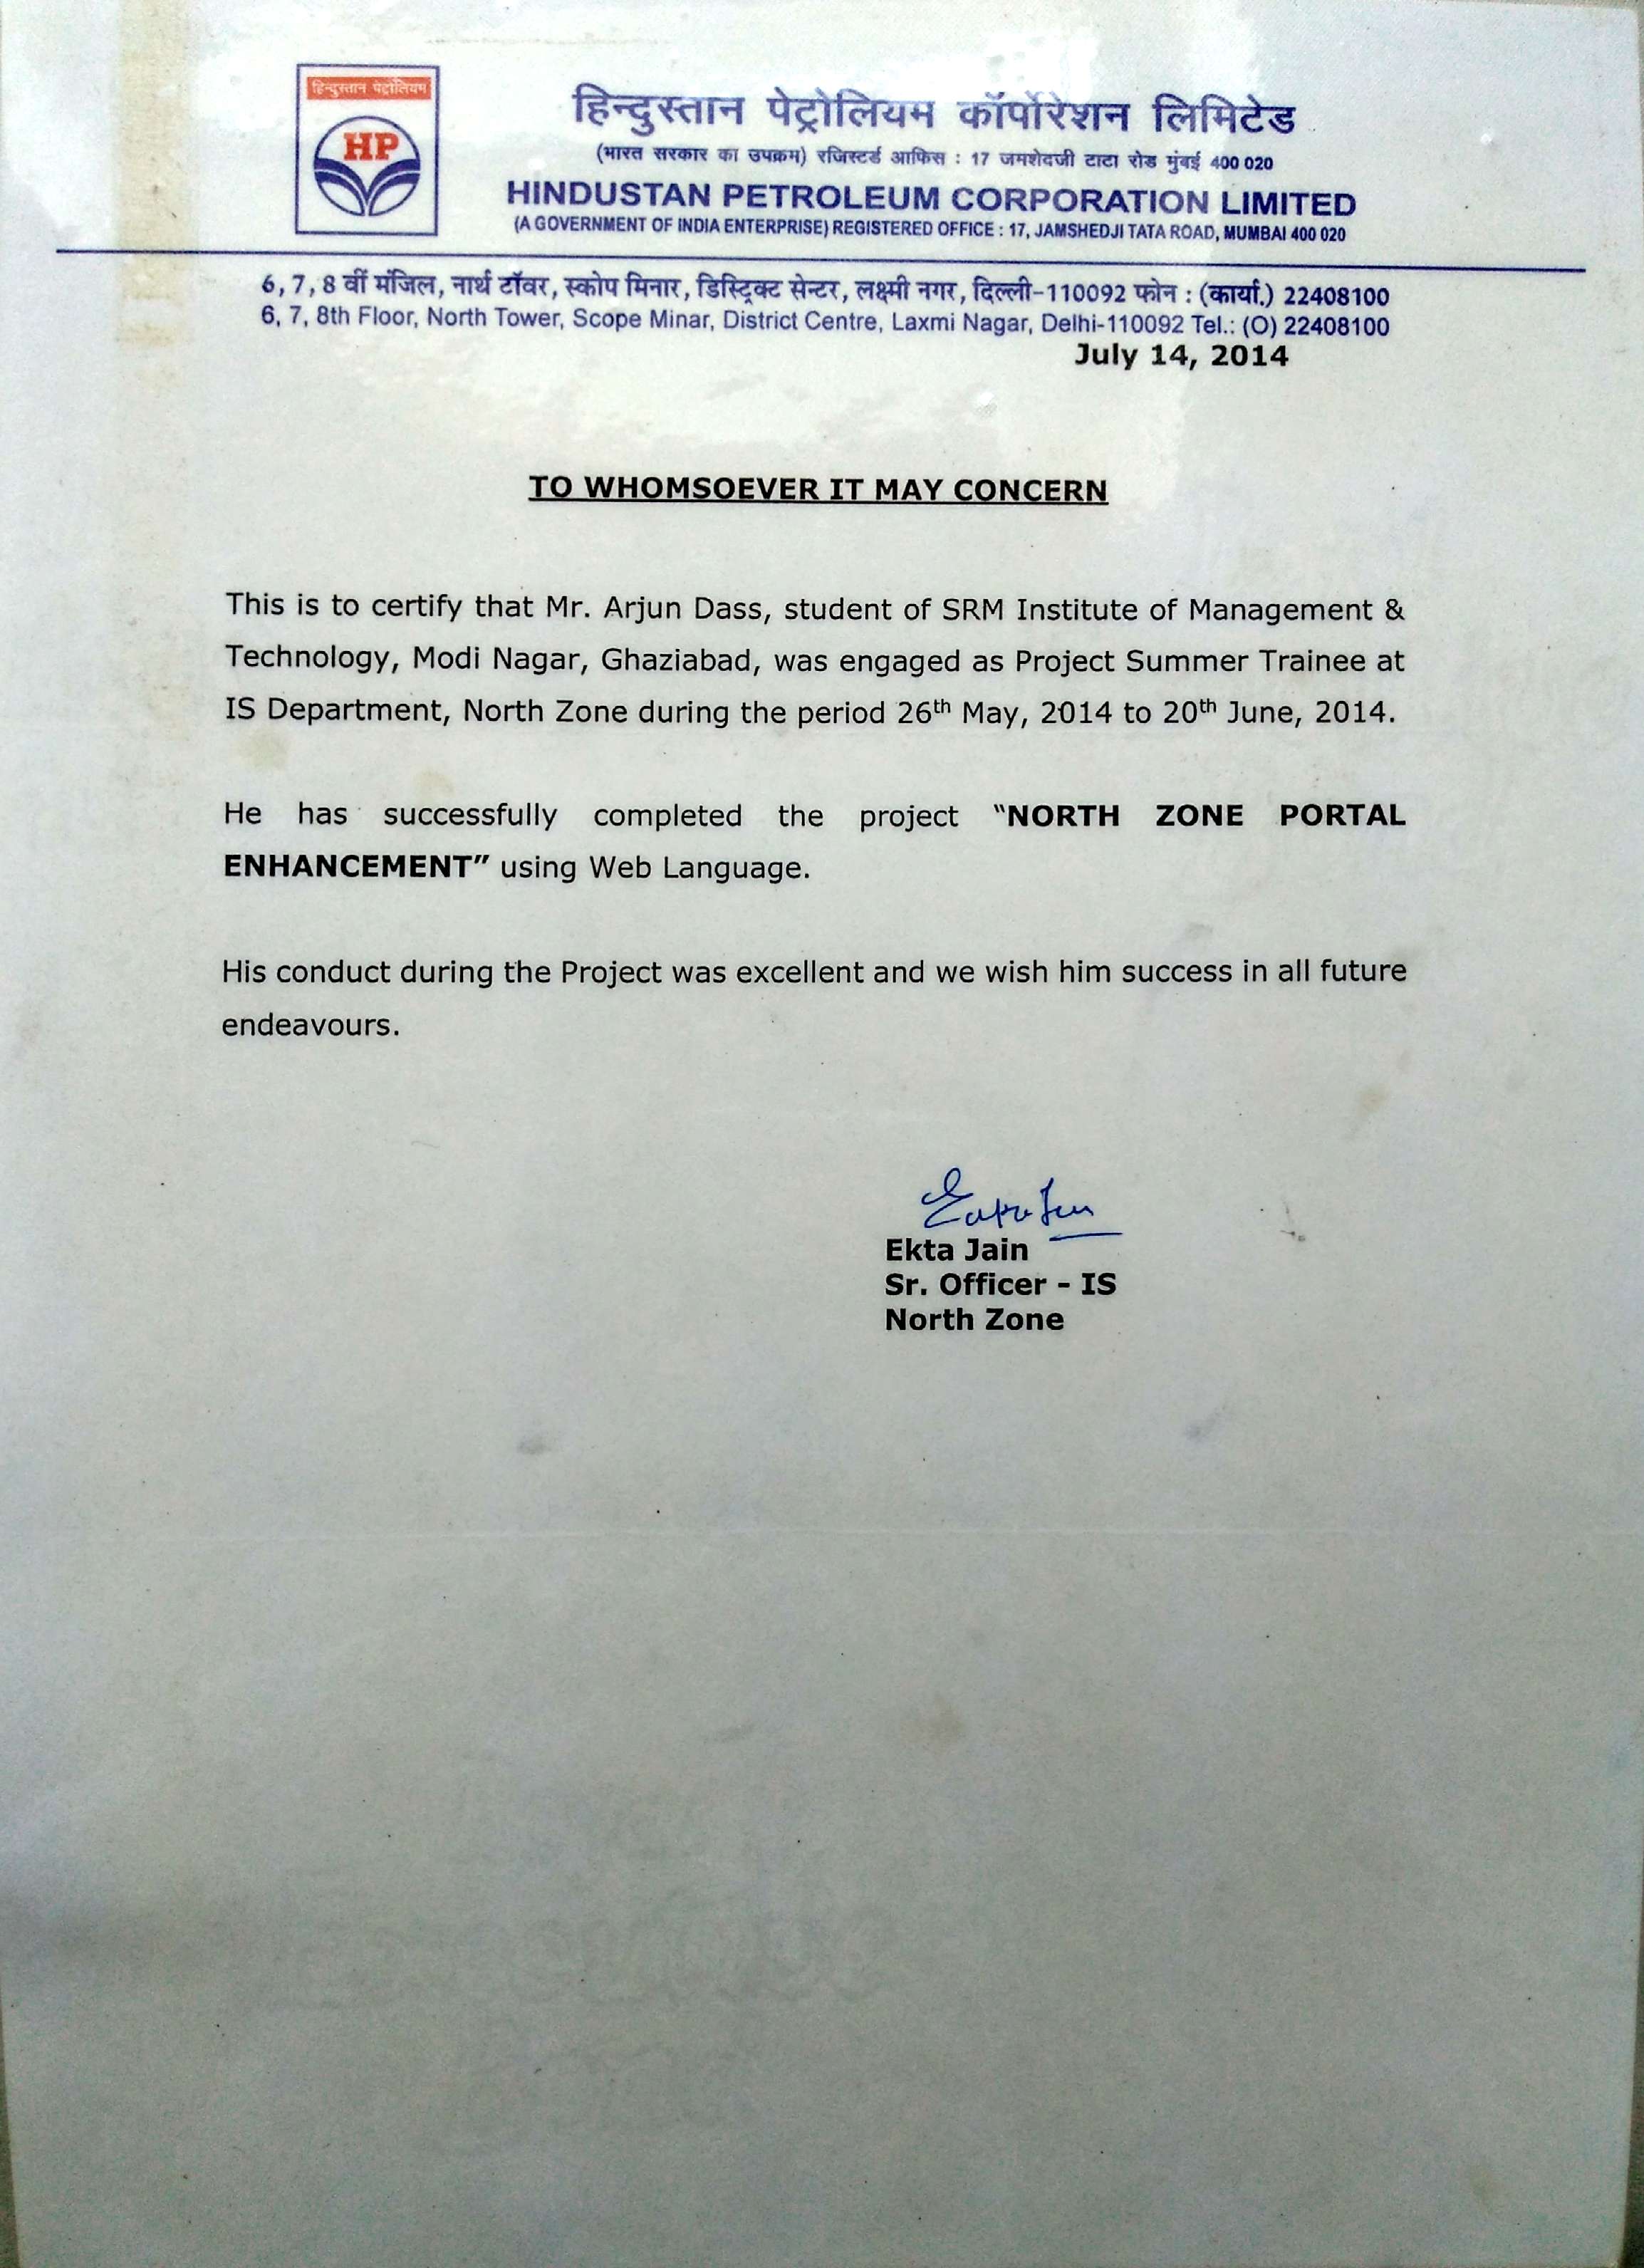 हिन्दुस्तान पेट्रोलियम
HP
हिन्दुस्तान पेट्रोलियम कॉर्पोरेशन लिमिटेड
(भारत सरकार का उपक्रम) रजिस्टर्ड आफिस : 17 जमशेदजी टाटा रोड मुंबई 400 020
HINDUSTAN PETROLEUM CORPORATION LIMITED
(A GOVERNMENT OF INDIA ENTERPRISE) REGISTERED OFFICE : 17, JAMSHEDJI TATA ROAD, MUMBAI 400 020
6, 7, 8 वीं मंजिल, नार्थ टॉवर, स्कोप मिनार, डिस्ट्रिक्ट सेन्टर, लक्ष्मी नगर, दिल्ली-110092 फोन : (कार्या.) 22408100
6, 7, 8th Floor, North Tower, Scope Minar, District Centre, Laxmi Nagar, Delhi-110092 Tel.: (O) 22408100
July 14, 2014
TO WHOMSOEVER IT MAY CONCERN
This is to certify that Mr. Arjun Dass, student of SRM Institute of Management &
Technology, Modi Nagar, Ghaziabad, was engaged as Project Summer Trainee at
IS Department, North Zone during the period 26th May, 2014 to 20th June, 2014.
He has successfully completed the project “NORTH ZONE PORTAL
ENHANCEMENT” using Web Language.
His conduct during the Project was excellent and we wish him success in all future
endeavours.
Ekta Jain
Ekta Jain
Sr. Officer - IS
North Zone